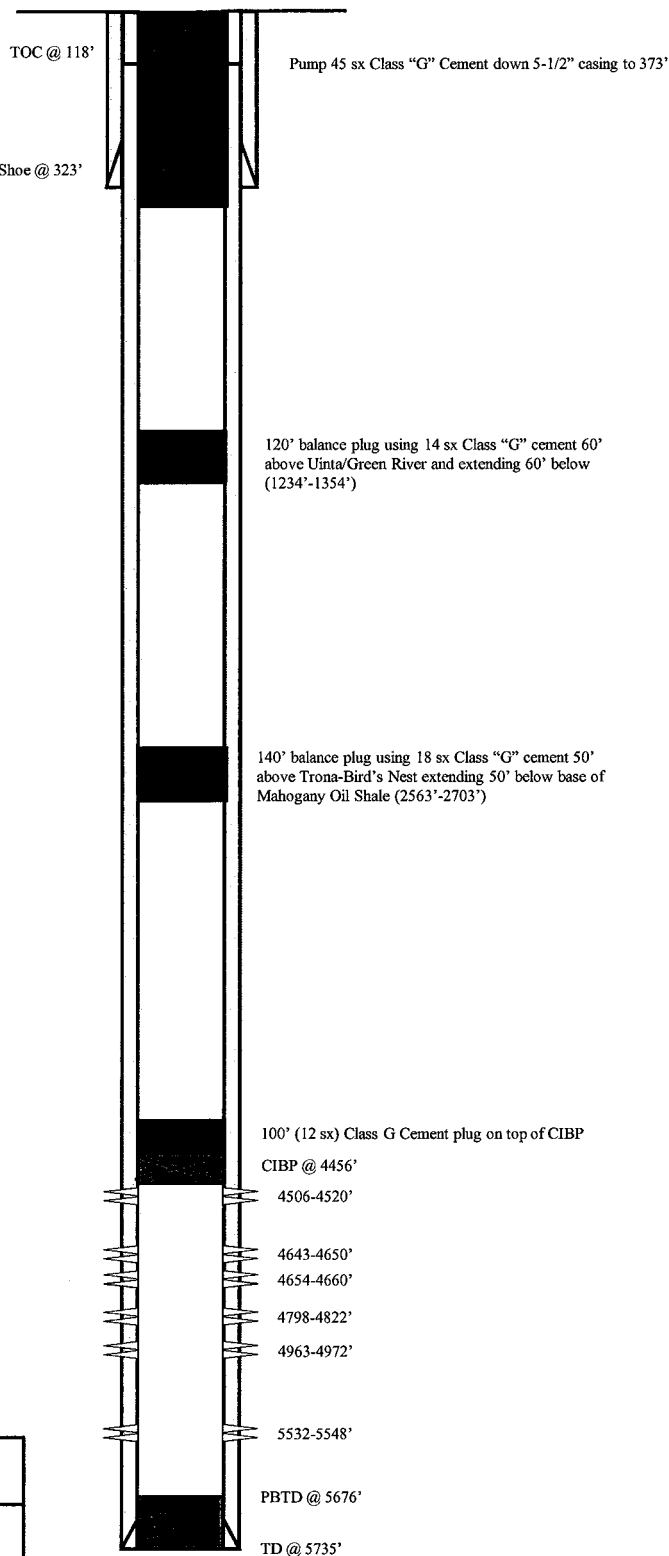 TOC @ 118’
Pump 45 sx Class “G” Cement down 5-1/2” casing to 373’
Shoe @ 323’
120’ balance plug using 14 sx Class “G” cement 60’
above Uinta/Green River and extending 60’ below
(1234’-1354’)
140’ balance plug using 18 sx Class “G” cement 50’
above Trona-Bird’s Nest extending 50’ below base of
Mahogany Oil Shale (2563’-2703’)
100’ (12 sx) Class G Cement plug on top of CIBP
CIBP @ 4456’
4506-4520’
4643-4650’
4654-4660’
4798-4822’
4963-4972’
5532-5548’
PBTD @ 5676’
TD @ 5735’